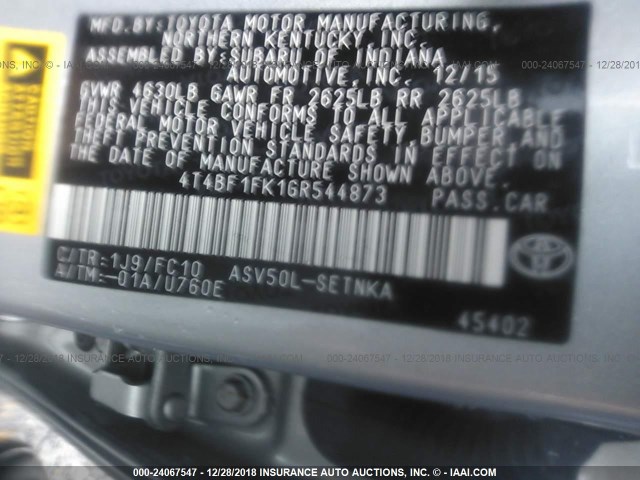 MFD. BY: TOYOTA MOTOR MANUFACTURING,
NORTHERN KENTUCKY, INC.
ASSEMBLED BY: SUBARU OF INDIANA
AUTOMOTIVE, INC. 12/15
GVWR 4630LB GAWR FR 2625LB RR 2625LB
THIS VEHICLE CONFORMS TO ALL APPLICABLE
FEDERAL MOTOR VEHICLE SAFETY, BUMPER AND
THEFT PREVENTION STANDARDS IN EFFECT ON
THE DATE OF MANUFACTURE SHOWN ABOVE.
4T4BF1FK1GR544873 PASS.CAR
C/TR: 1J9/FC10 ASV50L-SETNKA
A/TM: -01A/U760E
TOYOTA
45402
000-24067547 - 12/28/2018 INSURANCE AUTO AUCTIONS, INC. © - IAAI.COM